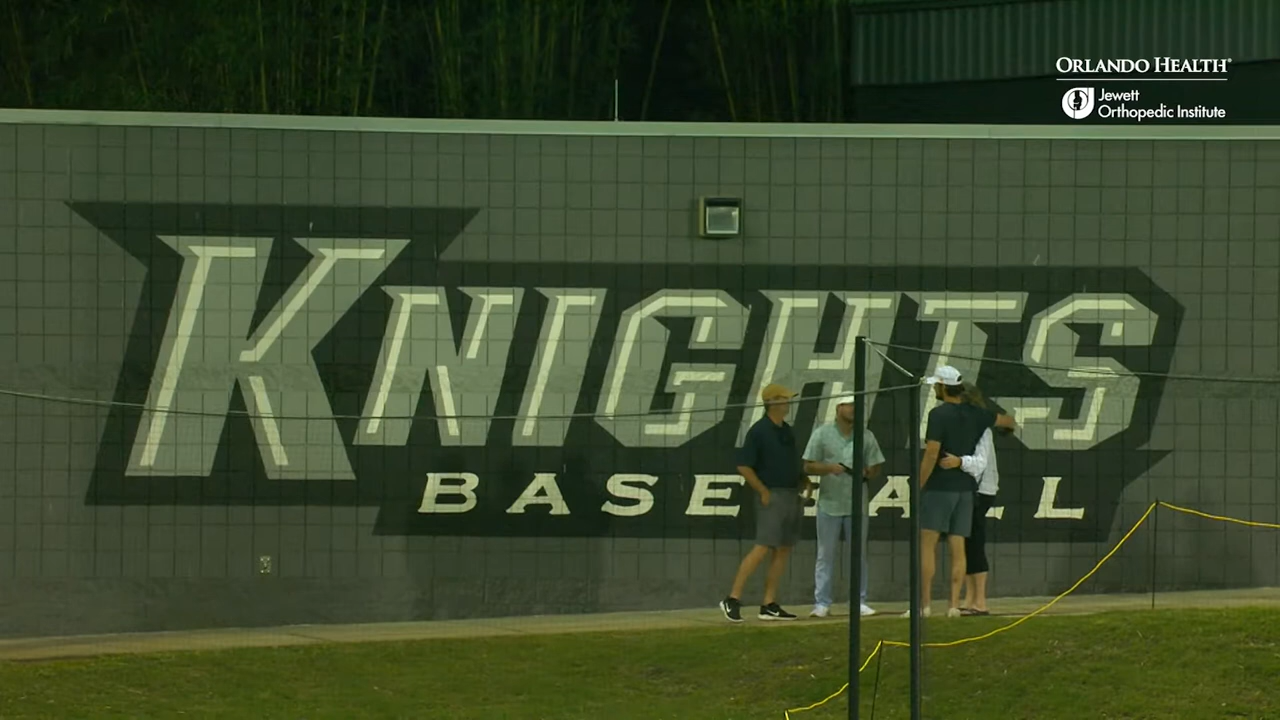 ORLANDO HEALTH®
Jewett
Orthopedic Institute
KNIGHTS
BASEBALL